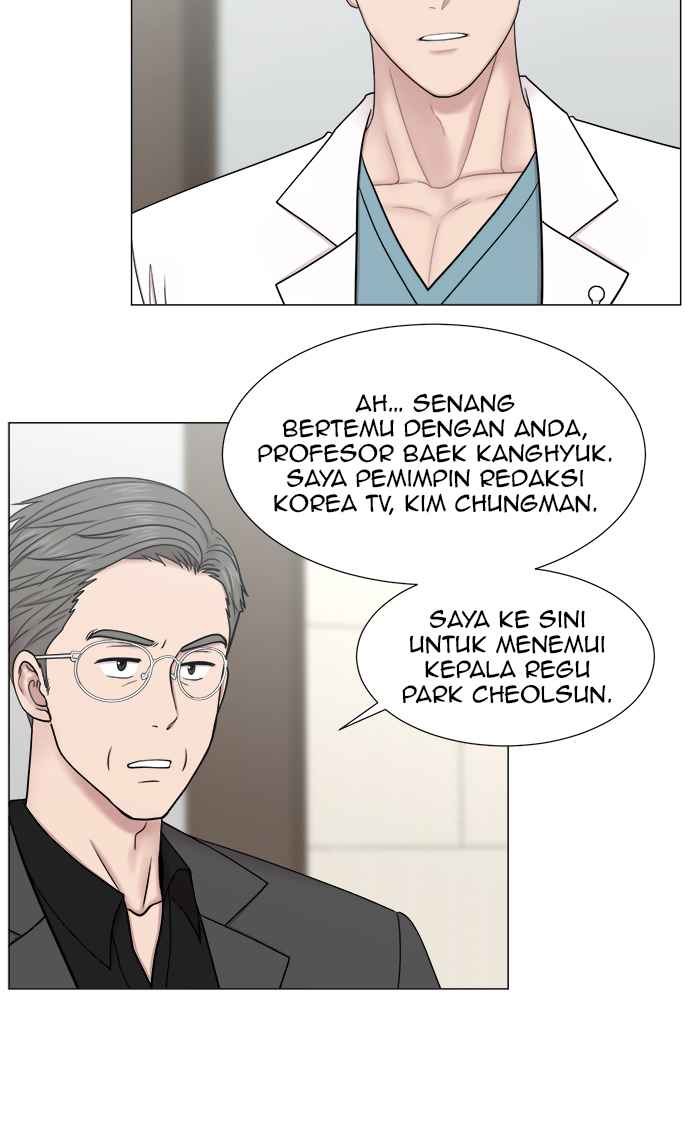 AH... SENANG
BERTEMU DENGAN ANDA,
PROFESOR BAEK KANGHYUK.
SAYA PEMIMPIN REDAKSI
KOREA TV, KIM CHUNGMAN.
SAYA KE SINI
UNTUK MENEMUI
KEPALA REGU
PARK CHEOLSUN.